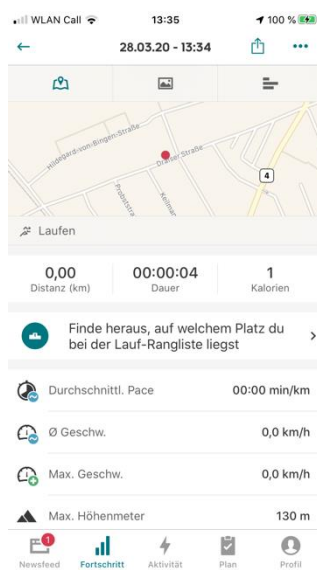 WLAN Call 13:35 100 %
28.03.20 - 13:34
Hildegard-von-Bingen-Straße
Draiser Straße
4
Probststr
Keltma
Laufen
0,00 00:00:04 1
Distanz (km) Dauer Kalorien
Finde heraus, auf welchem Platz du
bei der Lauf-Rangliste liegst
Durchschnittl. Pace 00:00 min/km
Ø Geschw. 0,0 km/h
Max. Geschw. 0,0 km/h
Max. Höhenmeter 130 m
1
Newsfeed Fortschritt Aktivität Plan Profil